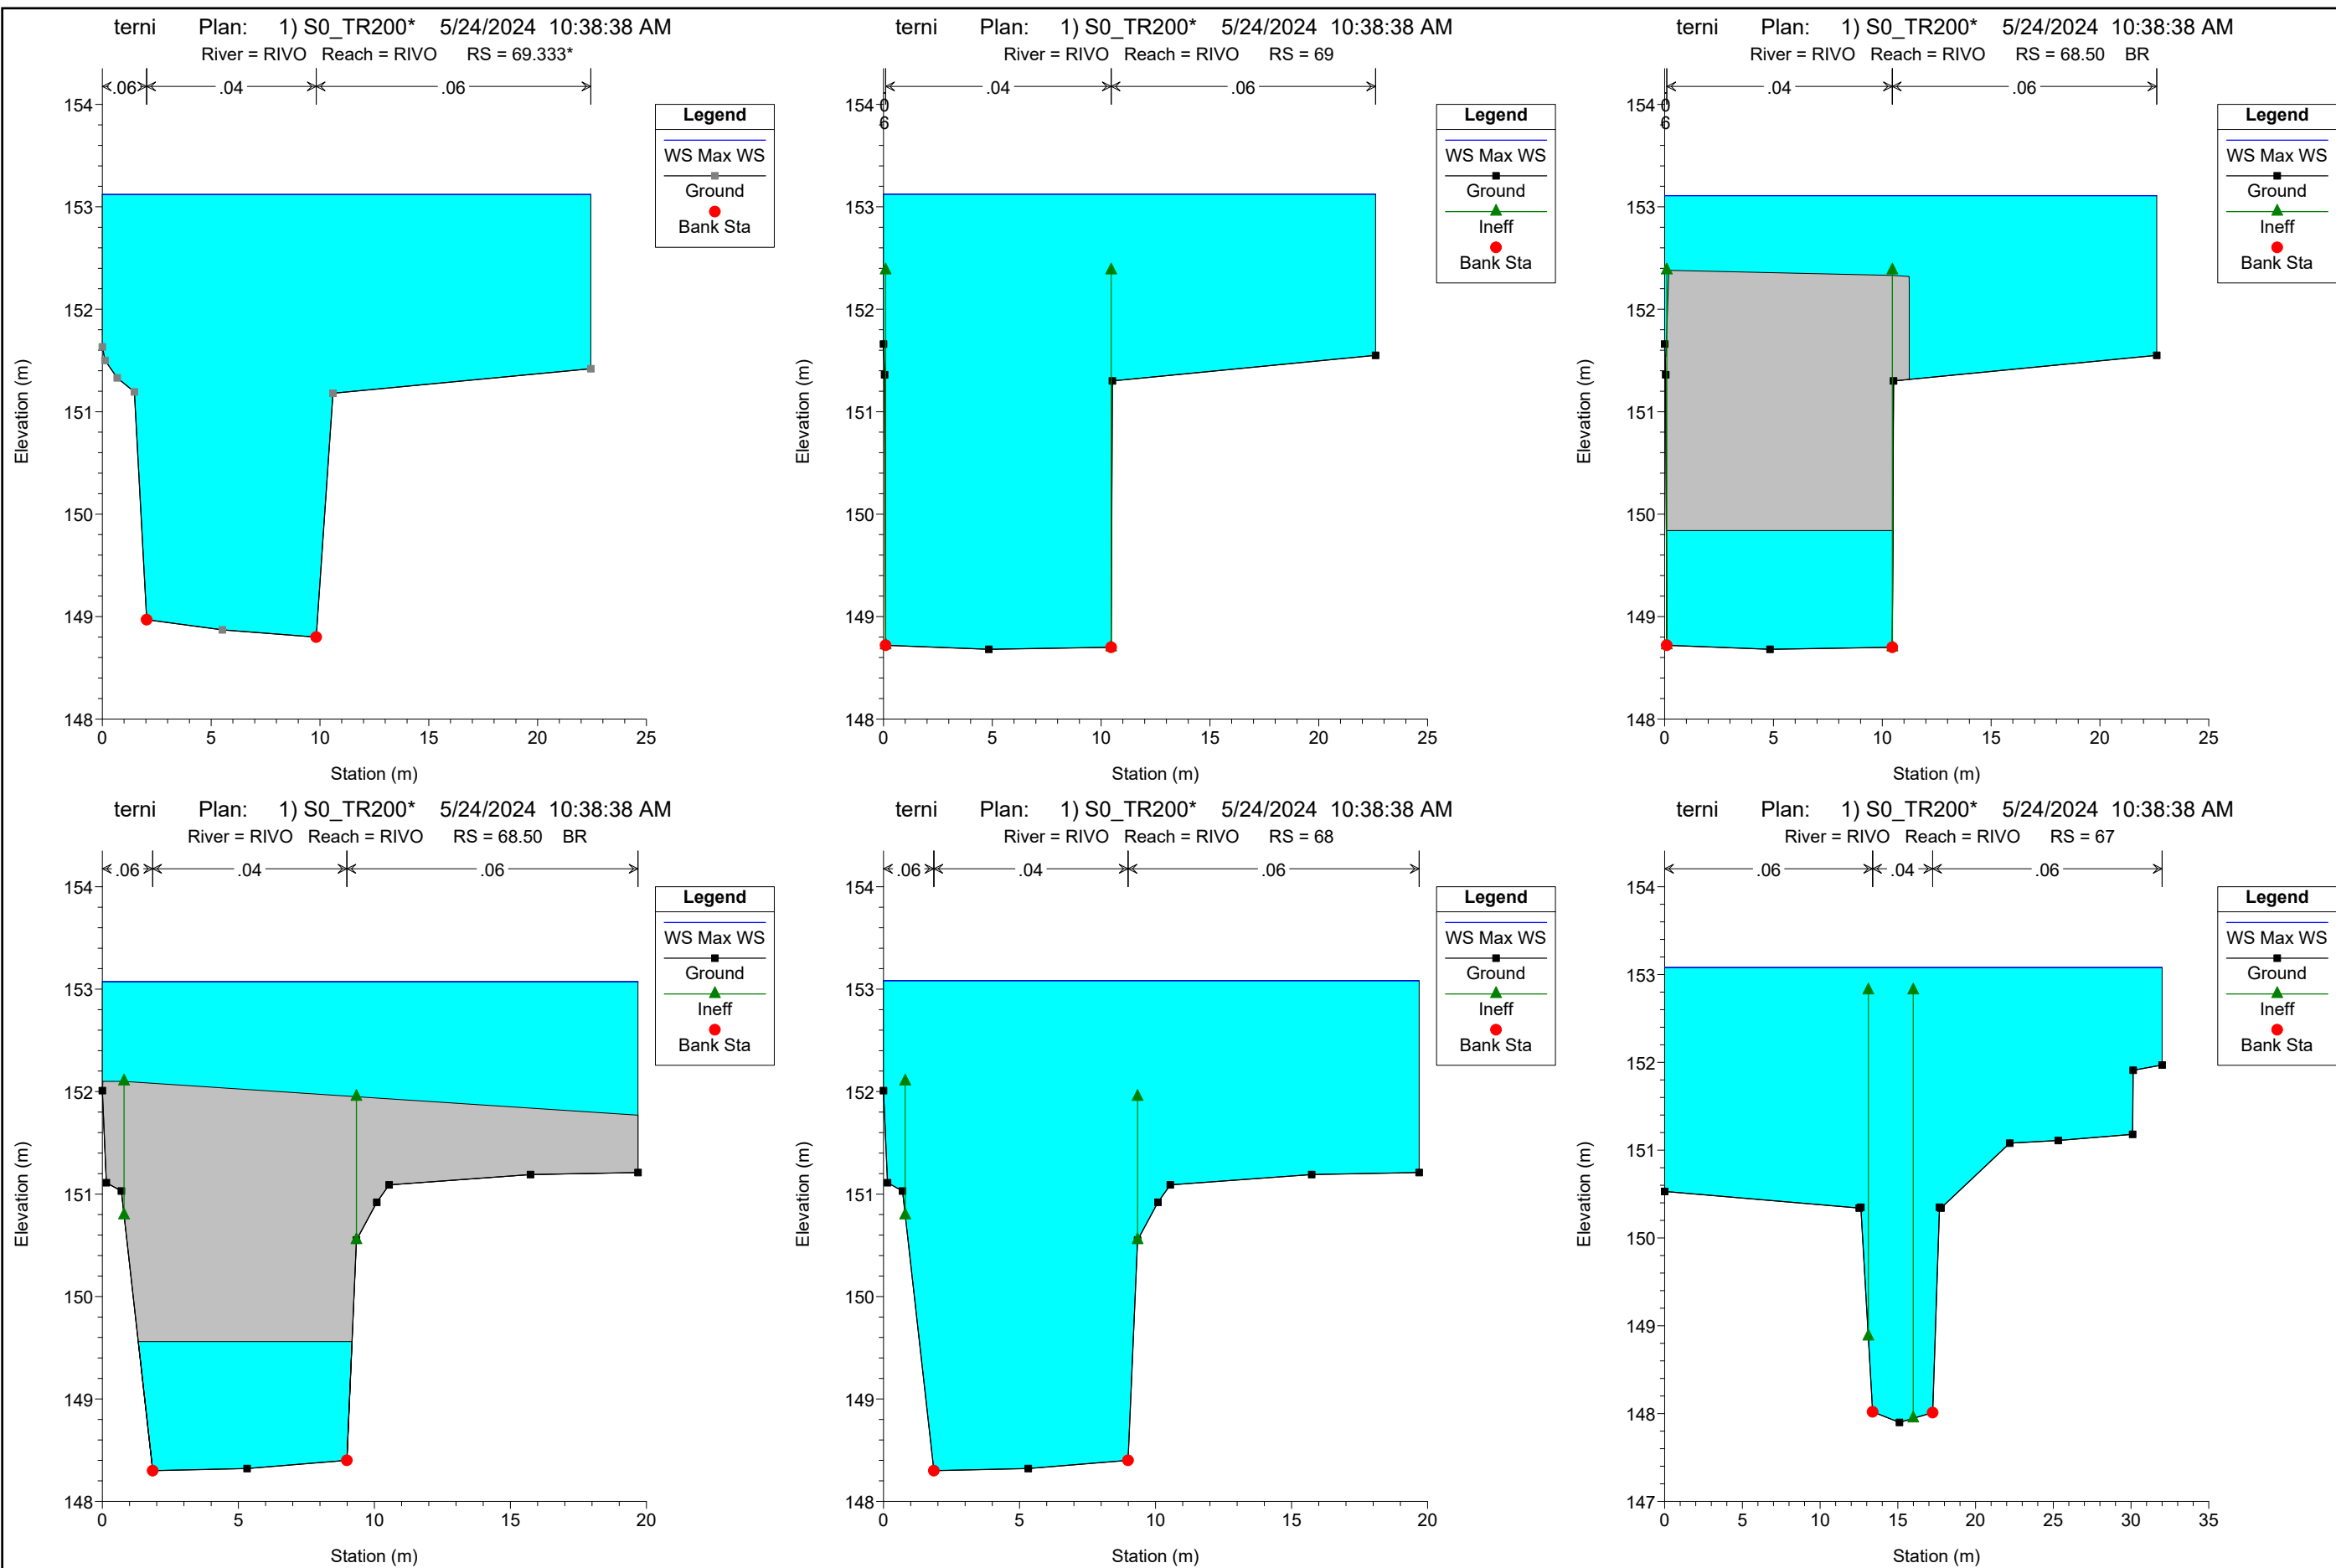 terni Plan: 1) S0_TR200* 5/24/2024 10:38:38 AM
River = RIVO Reach = RIVO RS = 69.333*
.06 .04 .06
154
153
152
151
150
149
148
0 5 10 15 20 25
Station (m)
Elevation (m)
Legend
WS Max WS
Ground
Bank Sta
terni Plan: 1) S0_TR200* 5/24/2024 10:38:38 AM
River = RIVO Reach = RIVO RS = 69
.04 .06
0
6
154
153
152
151
150
149
148
0 5 10 15 20 25
Station (m)
Elevation (m)
Legend
WS Max WS
Ground
Ineff
Bank Sta
terni Plan: 1) S0_TR200* 5/24/2024 10:38:38 AM
River = RIVO Reach = RIVO RS = 68.50 BR
.04 .06
0
6
154
153
152
151
150
149
148
0 5 10 15 20 25
Station (m)
Elevation (m)
Legend
WS Max WS
Ground
Ineff
Bank Sta
terni Plan: 1) S0_TR200* 5/24/2024 10:38:38 AM
River = RIVO Reach = RIVO RS = 68.50 BR
.06 .04 .06
154
153
152
151
150
149
148
0 5 10 15 20
Station (m)
Elevation (m)
Legend
WS Max WS
Ground
Ineff
Bank Sta
terni Plan: 1) S0_TR200* 5/24/2024 10:38:38 AM
River = RIVO Reach = RIVO RS = 68
.06 .04 .06
154
153
152
151
150
149
148
0 5 10 15 20
Station (m)
Elevation (m)
Legend
WS Max WS
Ground
Ineff
Bank Sta
terni Plan: 1) S0_TR200* 5/24/2024 10:38:38 AM
River = RIVO Reach = RIVO RS = 67
.06 .04 .06
154
153
152
151
150
149
148
147
0 5 10 15 20 25 30 35
Station (m)
Elevation (m)
Legend
WS Max WS
Ground
Ineff
Bank Sta